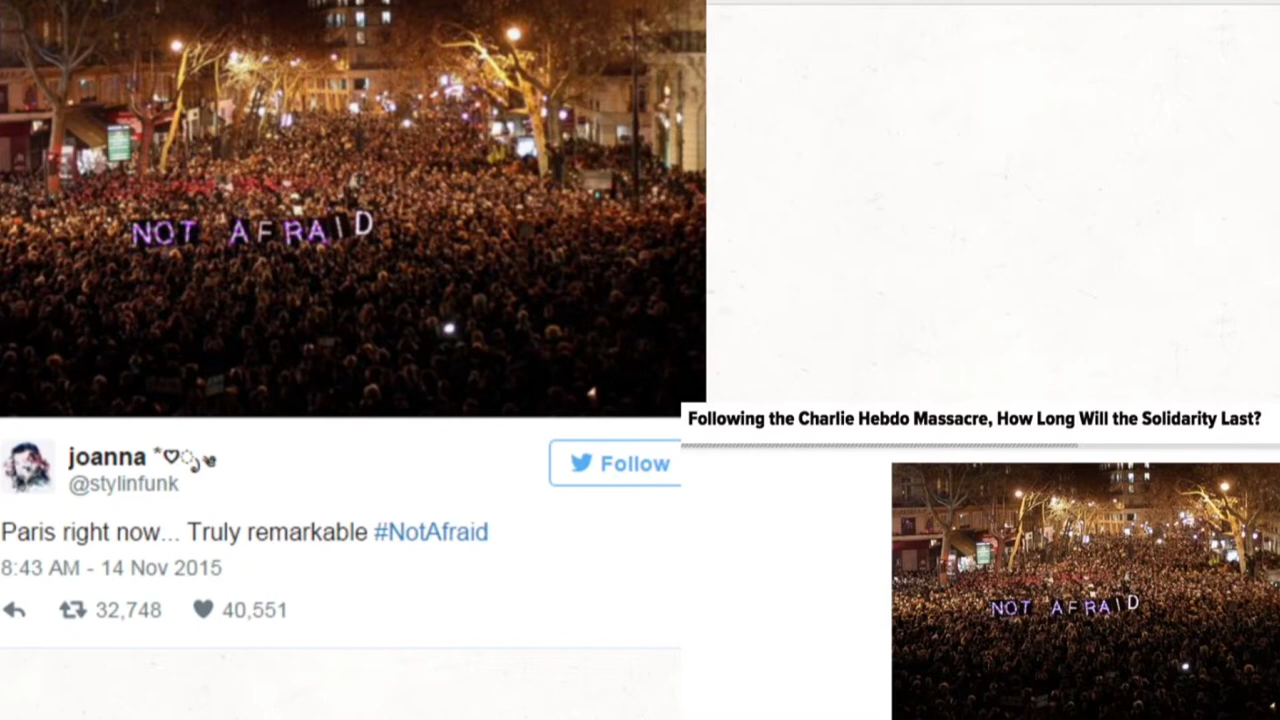 NOT AFRAID
joanna *♡ೃ༄
@stylinfunk
Follow
Paris right now... Truly remarkable #NotAfraid
8:43 AM - 14 Nov 2015
32,748 40,551
Following the Charlie Hebdo Massacre, How Long Will the Solidarity Last?
NOT AFRAID